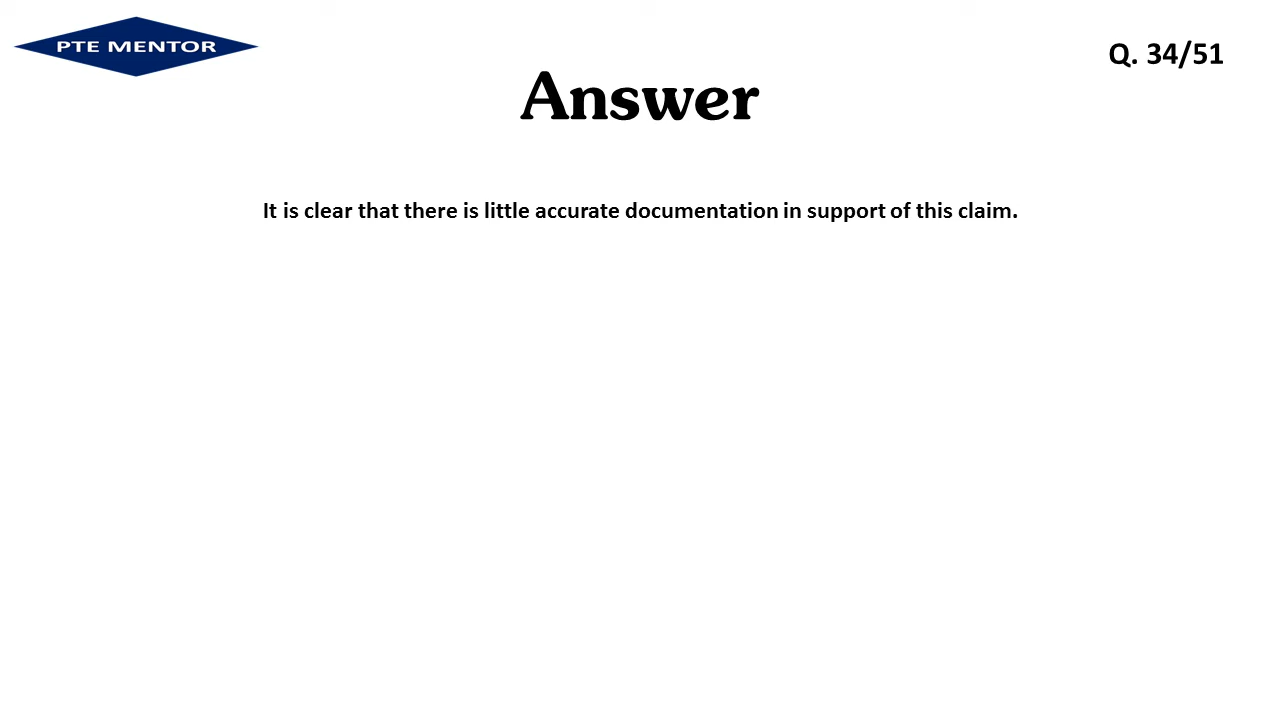 PTE MENTOR
Q. 34/51
Answer
It is clear that there is little accurate documentation in support of this claim.